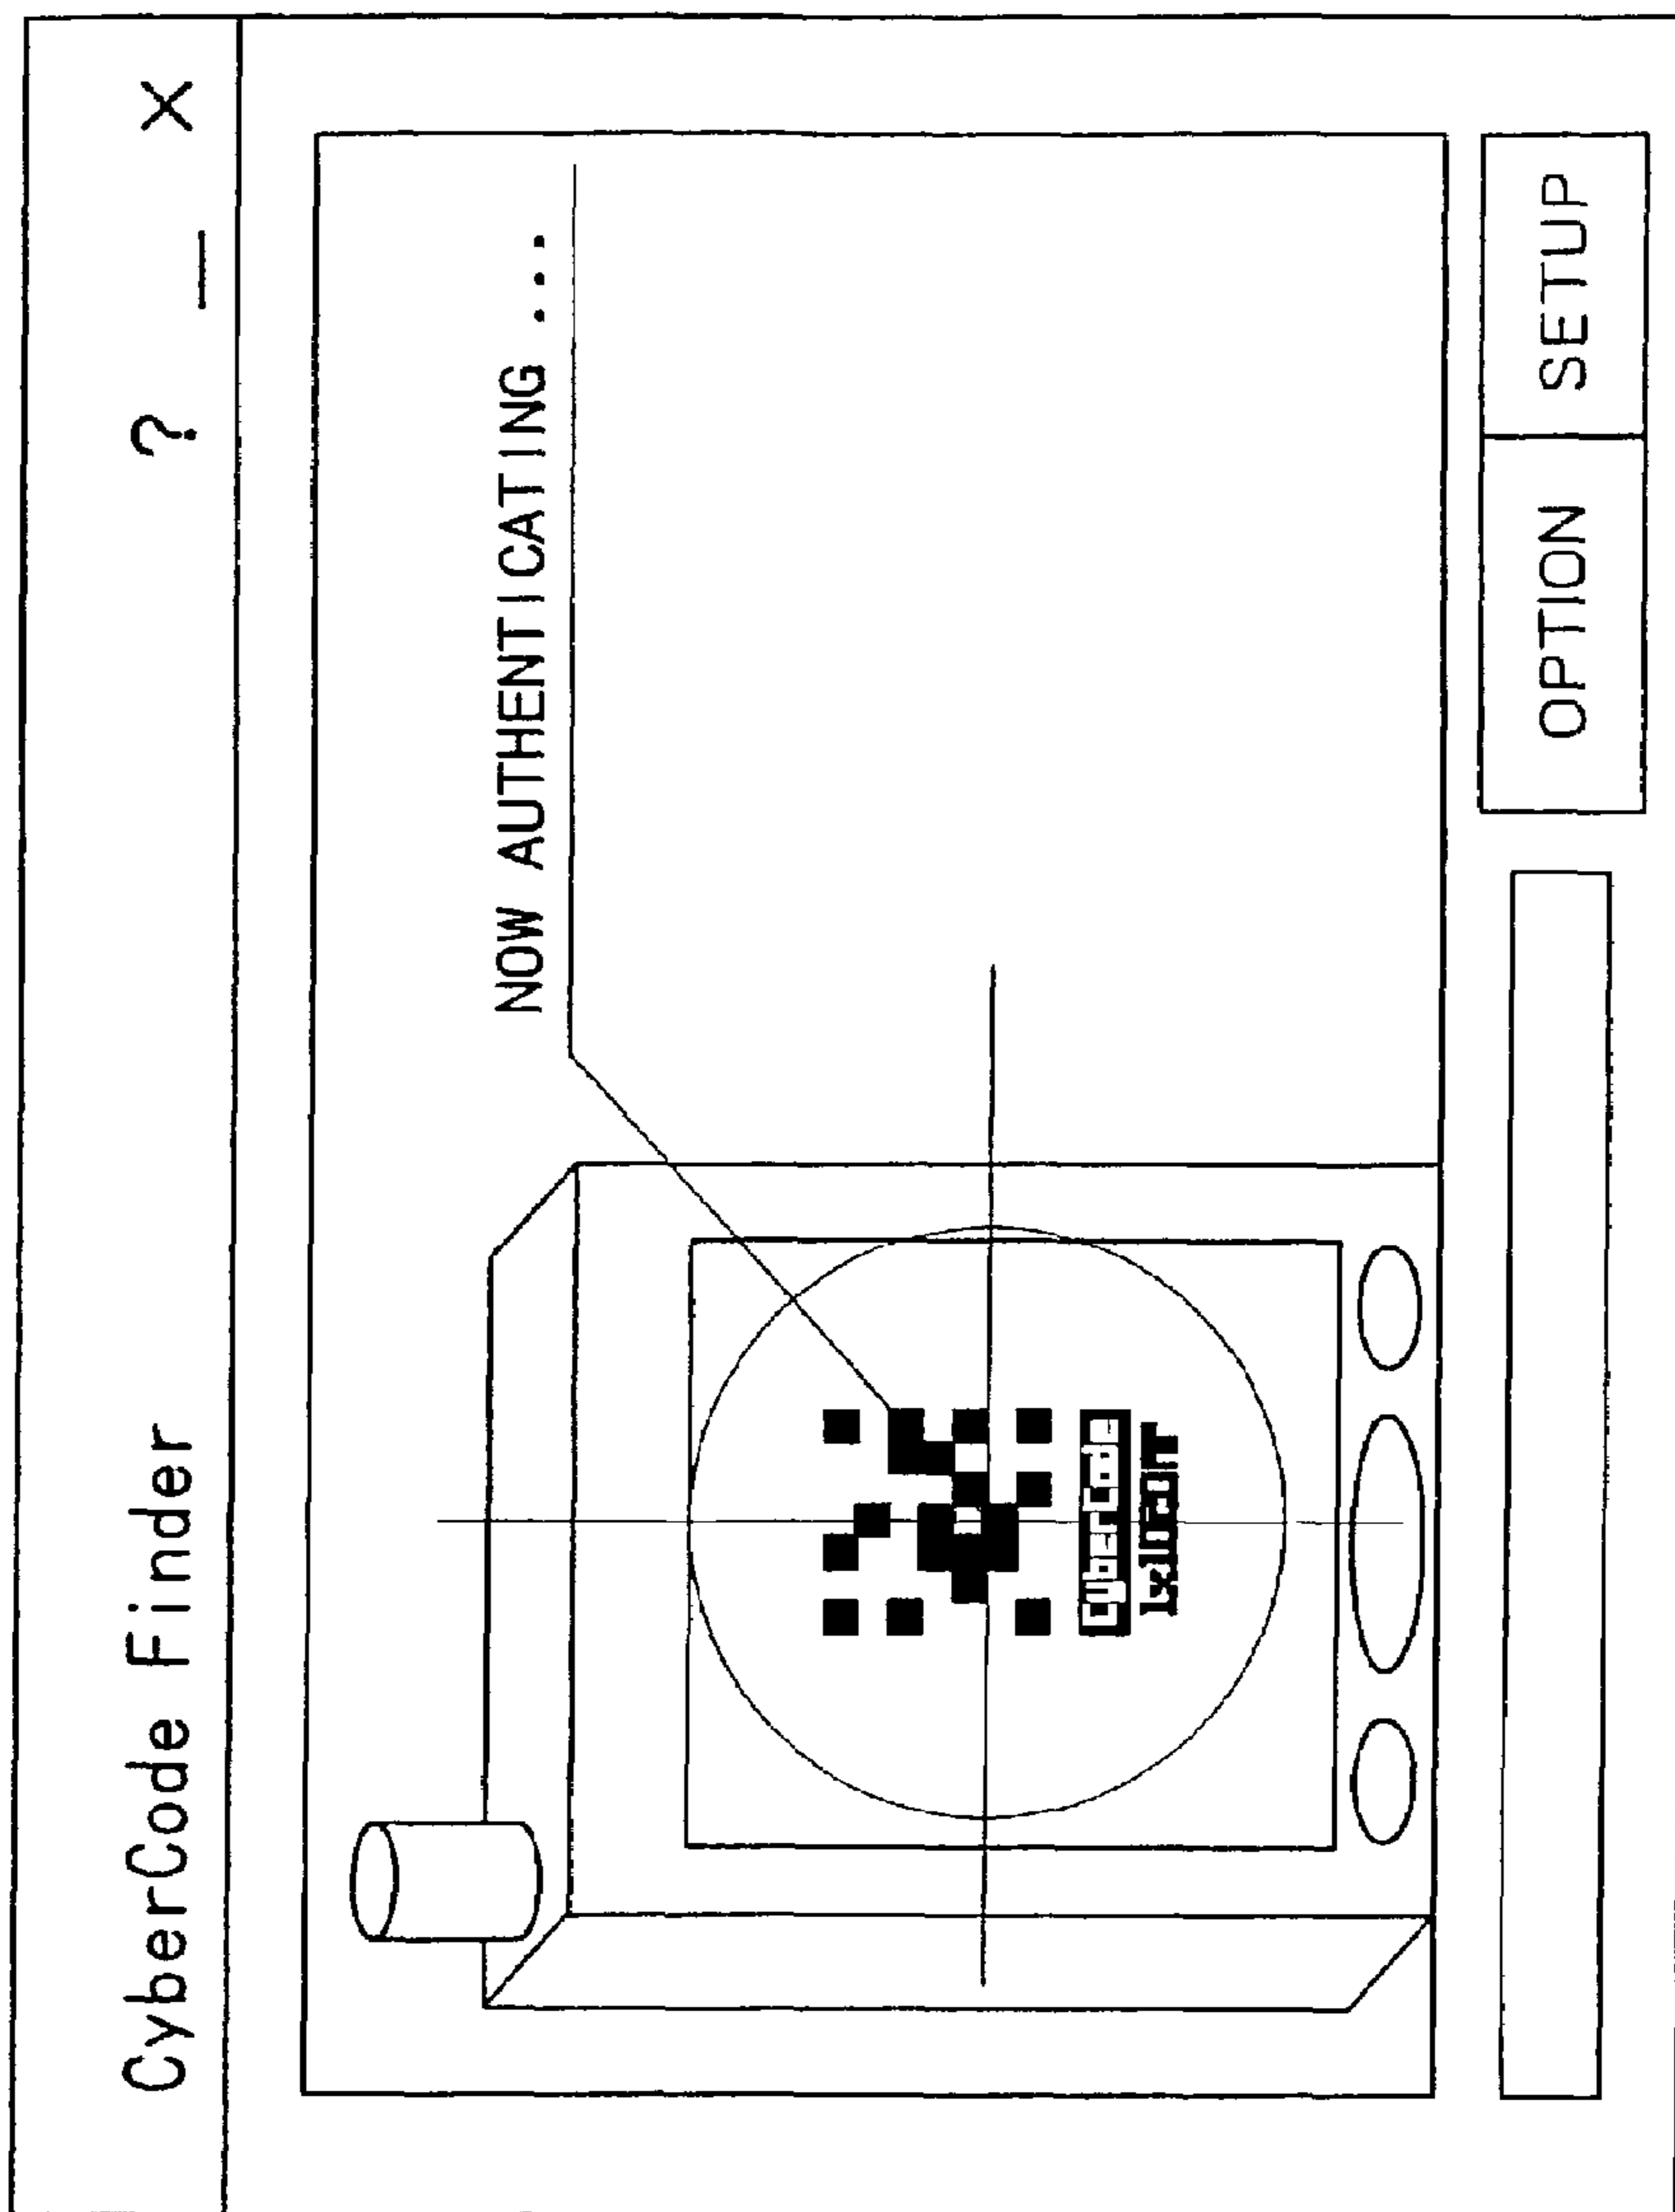 CyberCode Finder ? _ X
NOW AUTHENTICATING ...
CyberCode
OPTION SETUP